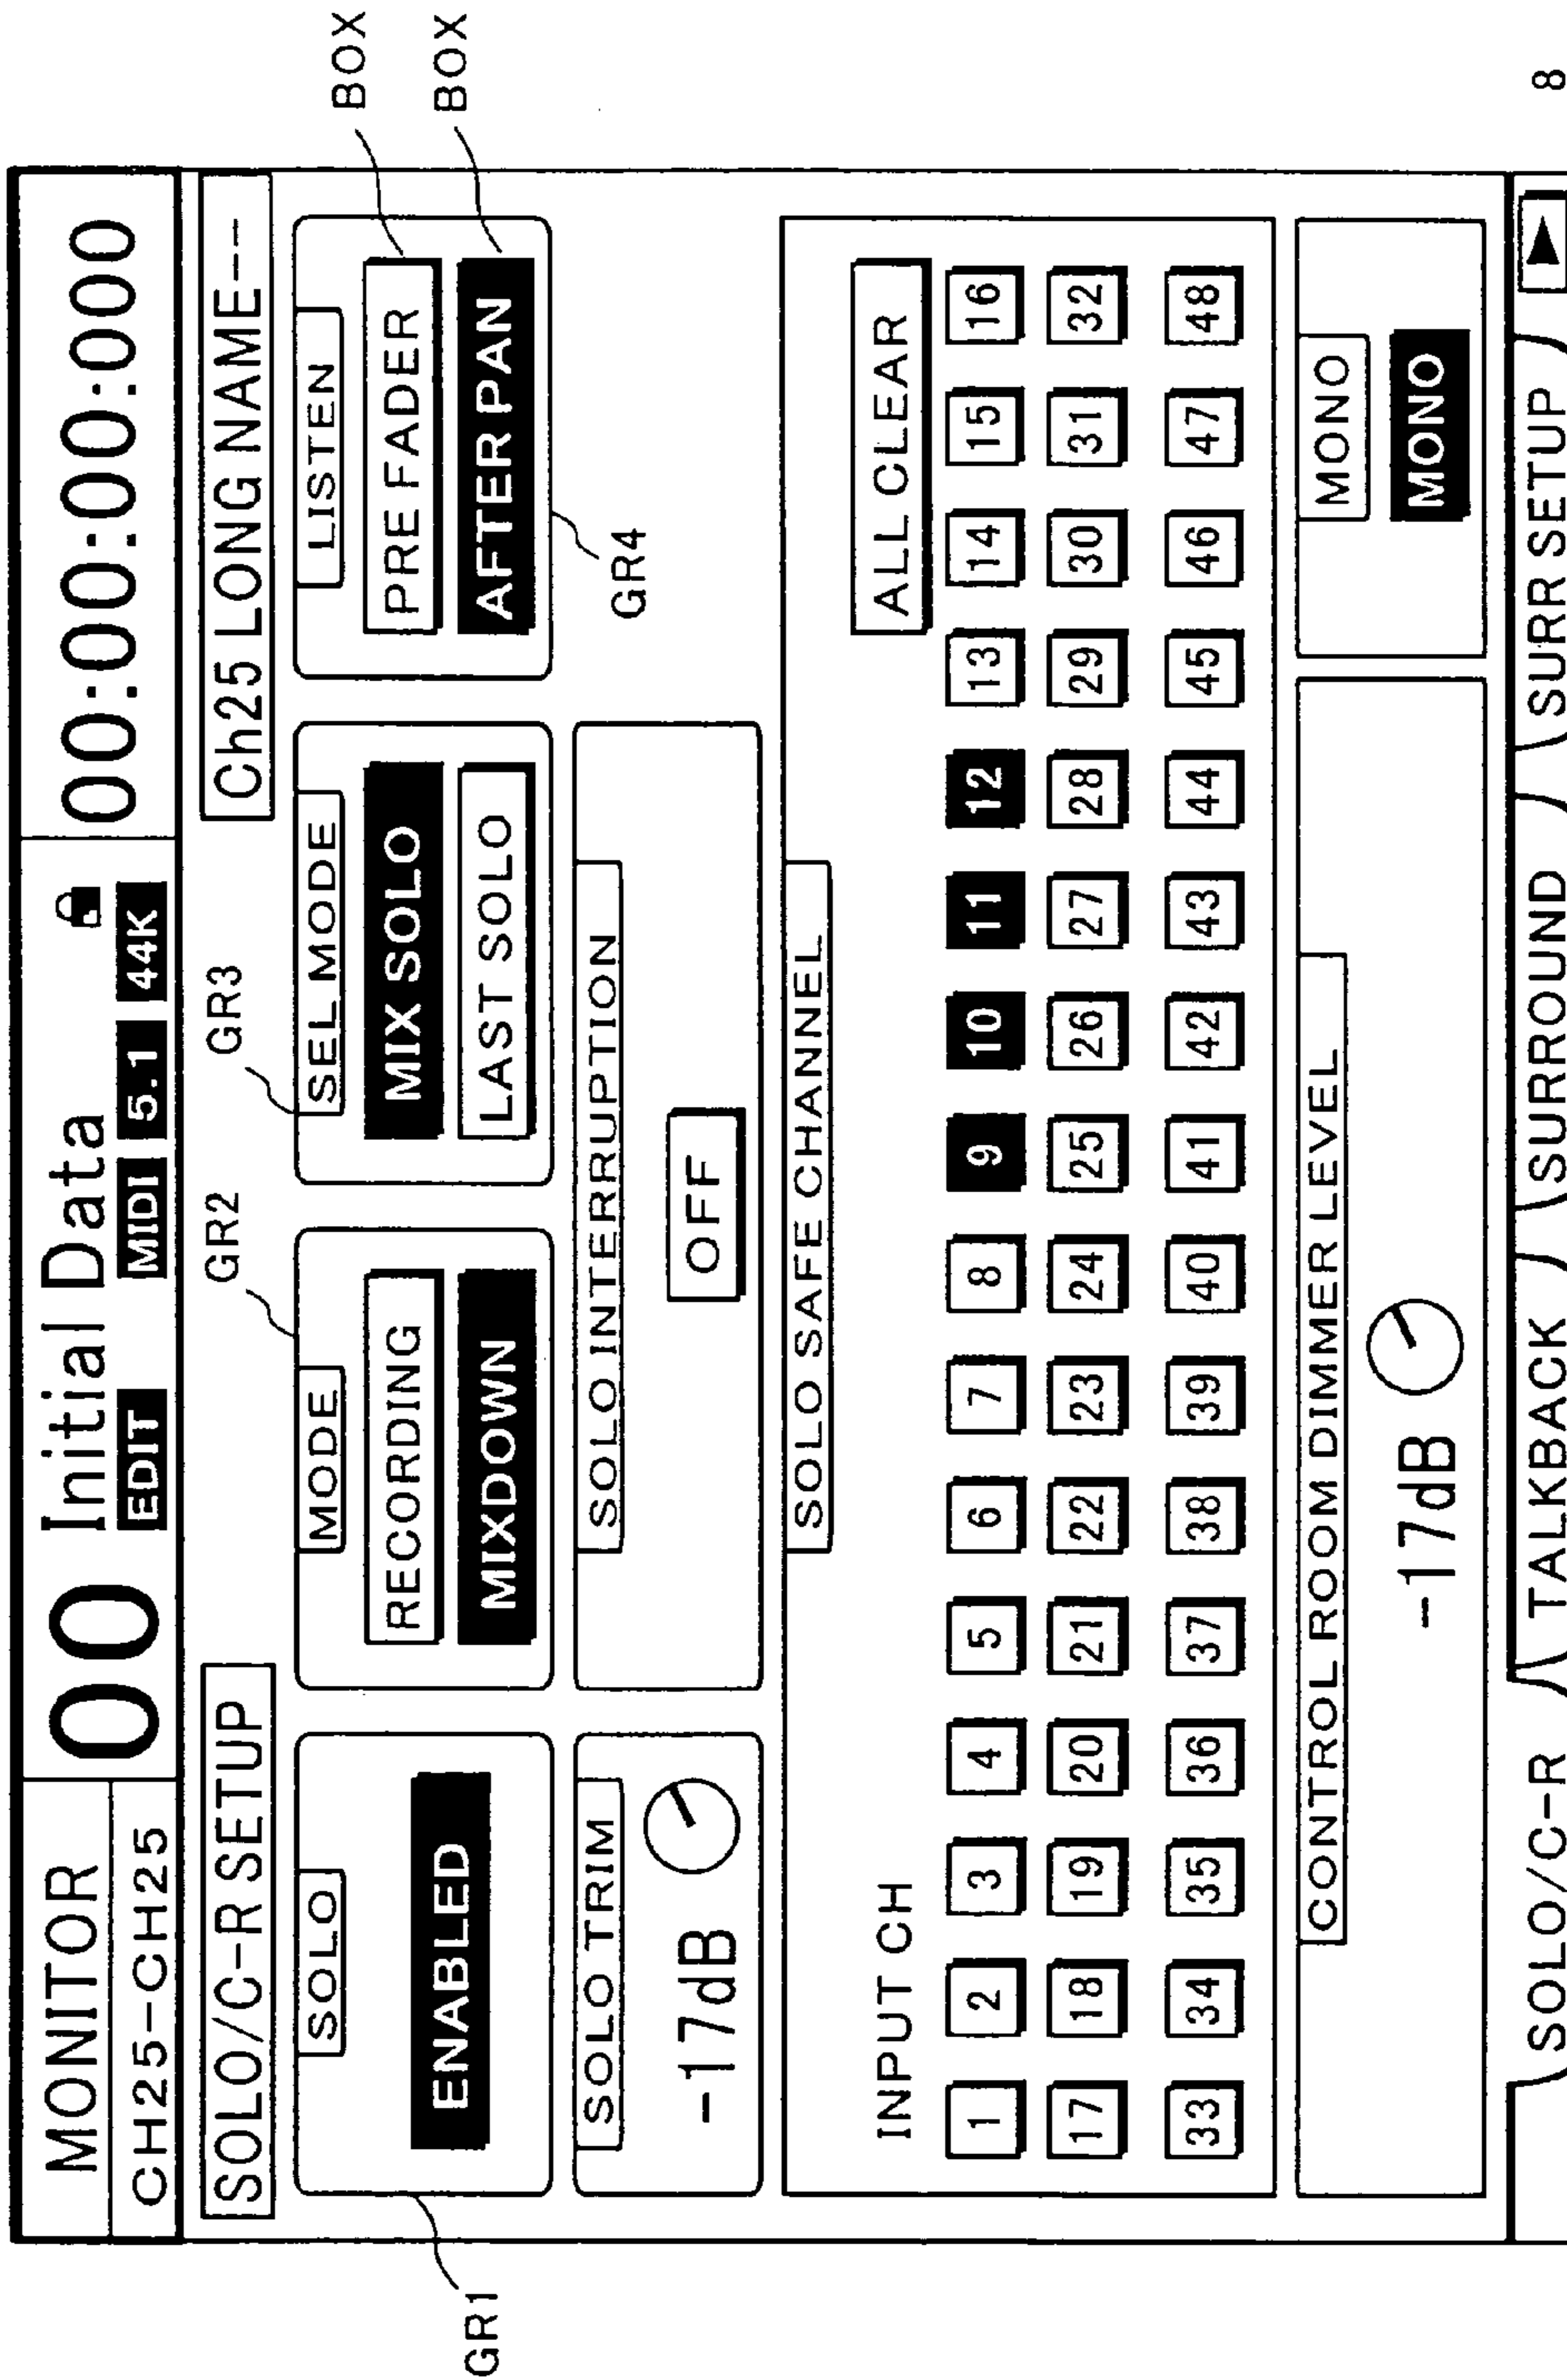 MONITOR
CH25-CH25
00 Initial Data
EDIT MIDI 5.1 44K
00:00:00:000
SOLO/C-R SETUP
Ch25 LONG NAME---
GR2
GR3
BOX
BOX
GR1
GR4
SOLO
ENABLED
MODE
RECORDING
MIXDOWN
SEL MODE
MIX SOLO
LAST SOLO
LISTEN
PRE FADER
AFTER PAN
SOLO TRIM
-17dB
SOLO INTERRUPTION
OFF
SOLO SAFE CHANNEL
INPUT CH
ALL CLEAR
1 2 3 4 5 6 7 8 9 10 11 12 13 14 15 16
17 18 19 20 21 22 23 24 25 26 27 28 29 30 31 32
33 34 35 36 37 38 39 40 41 42 43 44 45 46 47 48
CONTROL ROOM DIMMER LEVEL
-17dB
MONO
MONO
SOLO/C-R TALKBACK SURROUND SURR SETUP
8